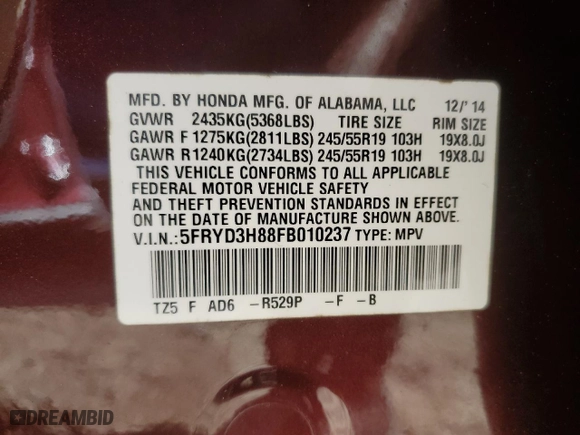 MFD. BY HONDA MFG. OF ALABAMA, LLC 12/'14
GVWR 2435KG(5368LBS) TIRE SIZE RIM SIZE
GAWR F 1275KG(2811LBS) 245/55R19 103H 19X8.0J
GAWR R 1240KG(2734LBS) 245/55R19 103H 19X8.0J
THIS VEHICLE CONFORMS TO ALL APPLICABLE
FEDERAL MOTOR VEHICLE SAFETY
AND THEFT PREVENTION STANDARDS IN EFFECT
ON THE DATE OF MANUFACTURE SHOWN ABOVE.
V.I.N.:5FRYD3H88FB010237 TYPE: MPV
TZ5 F AD6 -R529P -F -B
DREAMBID